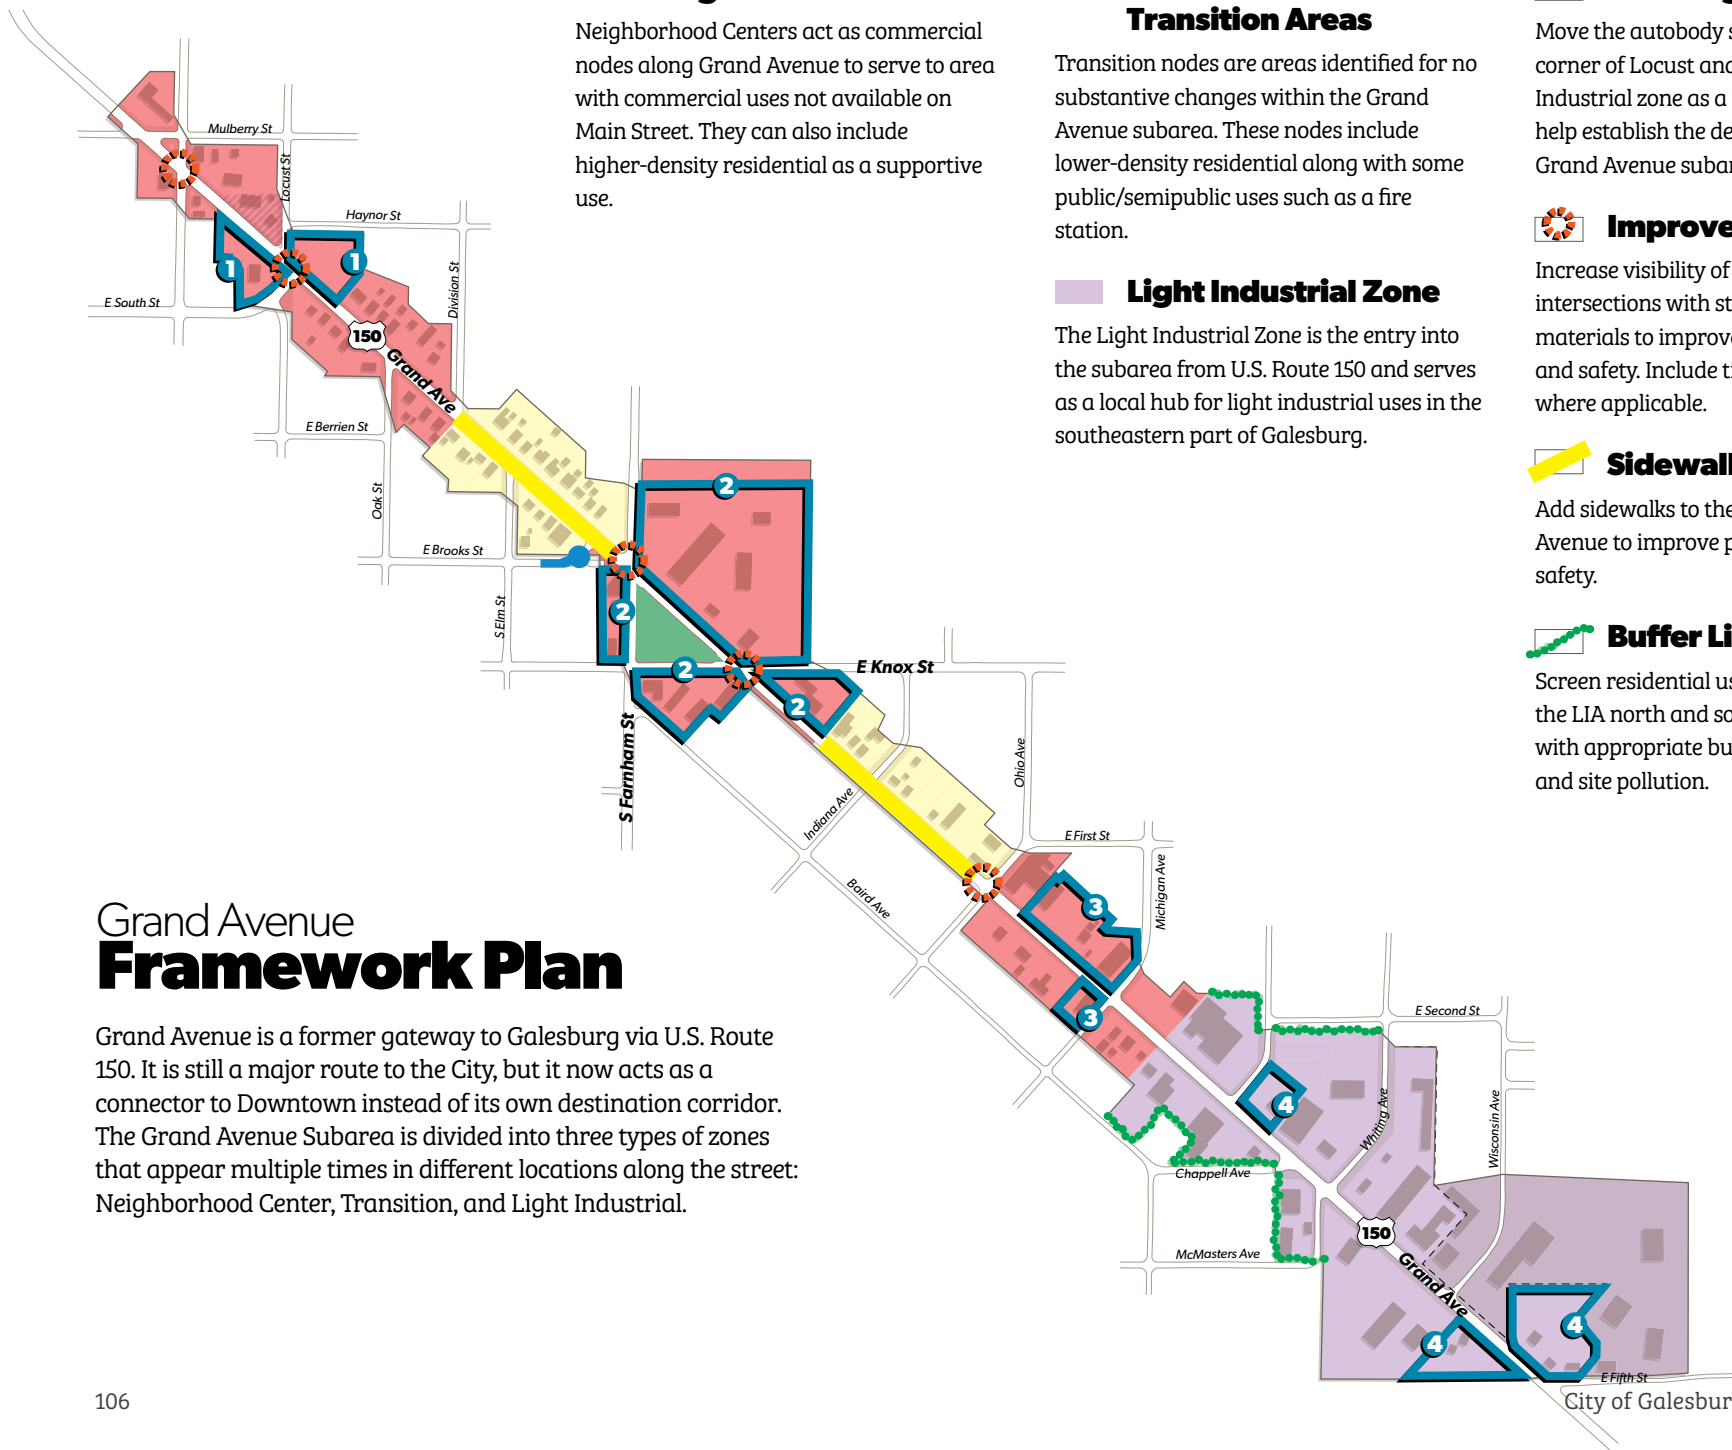 Neighborhood Centers act as commercial
nodes along Grand Avenue to serve to area
with commercial uses not available on
Main Street. They can also include
higher-density residential as a supportive
use.
Transition Areas
Transition nodes are areas identified for no
substantive changes within the Grand
Avenue subarea. These nodes include
lower-density residential along with some
public/semipublic uses such as a fire
station.
Light Industrial Zone
The Light Industrial Zone is the entry into
the subarea from U.S. Route 150 and serves
as a local hub for light industrial uses in the
southeastern part of Galesburg.
Move the autobody
corner of Locust and
Industrial zone as a
help establish the
Grand Avenue
Improve
Increase visibility of
intersections with
materials to improve
and safety. Include
where applicable.
Add sidewalks to the
Avenue to improve
safety.
Buffer
Screen residential
the LIA north and
with appropriate
and site pollution.
Mulberry St
Locust St
Haynor St
1
1
E South St
Division St
150
Grand Ave
E Berrien St
Oak St
2
E Brooks St
S Elm St
2
2
E Knox St
2
S Farnham St
Ohio Ave
Indiana Ave
E First St
Michigan Ave
Baird Ave
3
3
E Second St
4
Whiting Ave
Wisconsin Ave
Chappell Ave
150
McMasters Ave
Grand Ave
4
4
E Fifth St
Grand Avenue
Framework Plan
Grand Avenue is a former gateway to Galesburg via U.S. Route
150. It is still a major route to the City, but it now acts as a
connector to Downtown instead of its own destination corridor.
The Grand Avenue Subarea is divided into three types of zones
that appear multiple times in different locations along the street:
Neighborhood Center, Transition, and Light Industrial.
106
City of